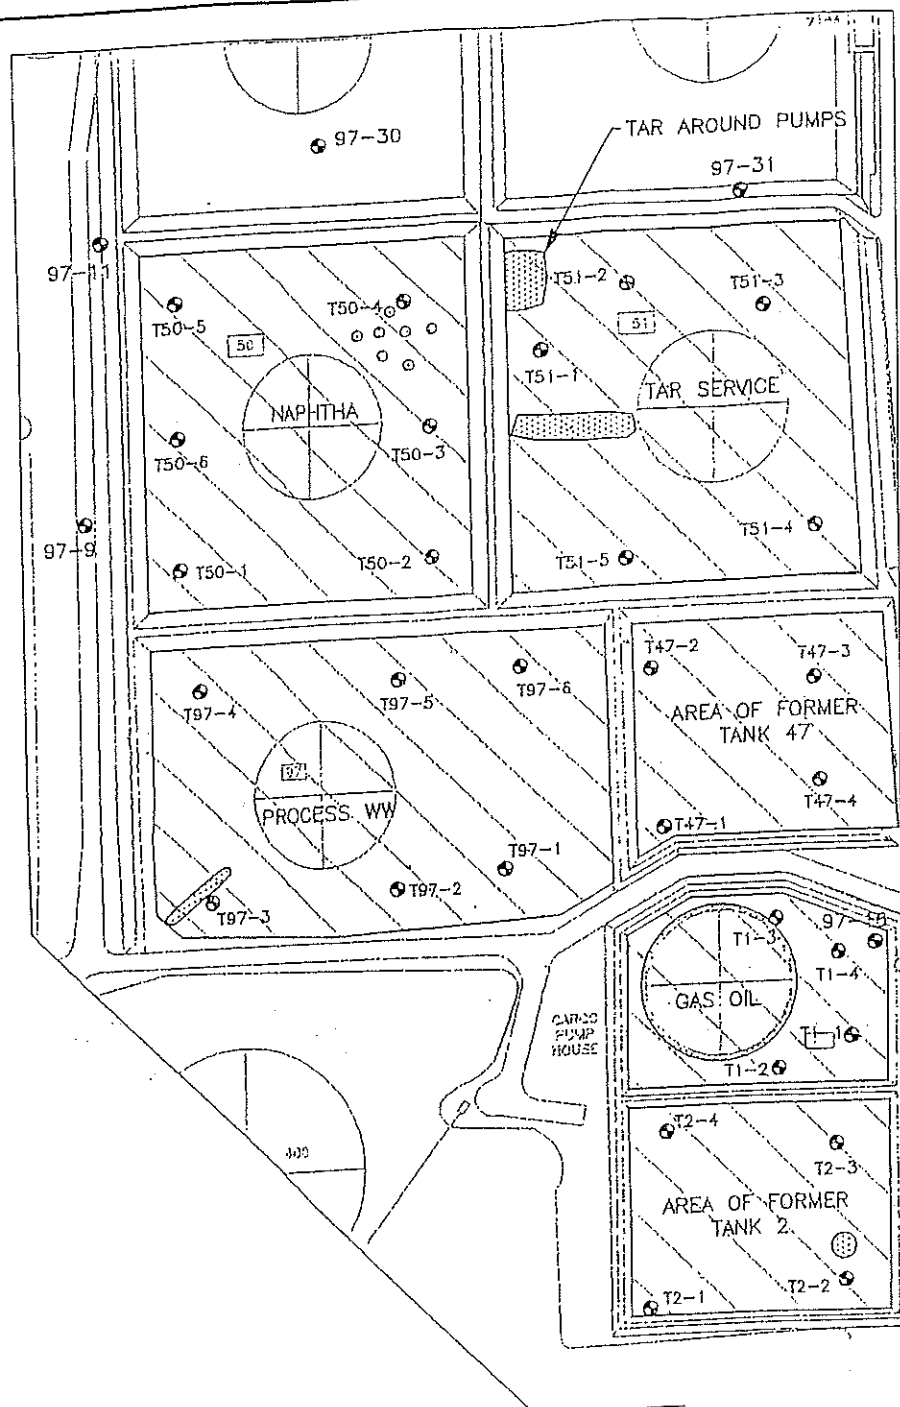 97-30
TAR AROUND PUMPS
97-31
97-11
T50-5
T50-4
T51-2
T51-3
50
51
T51-1
NAPHTHA
TAR SERVICE
T50-6
T50-3
97-9
T50-1
T50-2
T51-5
T51-4
T47-2
T47-3
T97-4
T97-5
T97-6
AREA OF FORMER
TANK 47
97
PROCESS WW
T47-4
T47-1
T97-1
T97-2
T97-3
T1-3
97-15
T1-4
GAS OIL
CARGO
PUMP
HOUSE
T1-1
T1-2
T2-4
T2-3
AREA OF FORMER
TANK 2
T2-2
T2-1